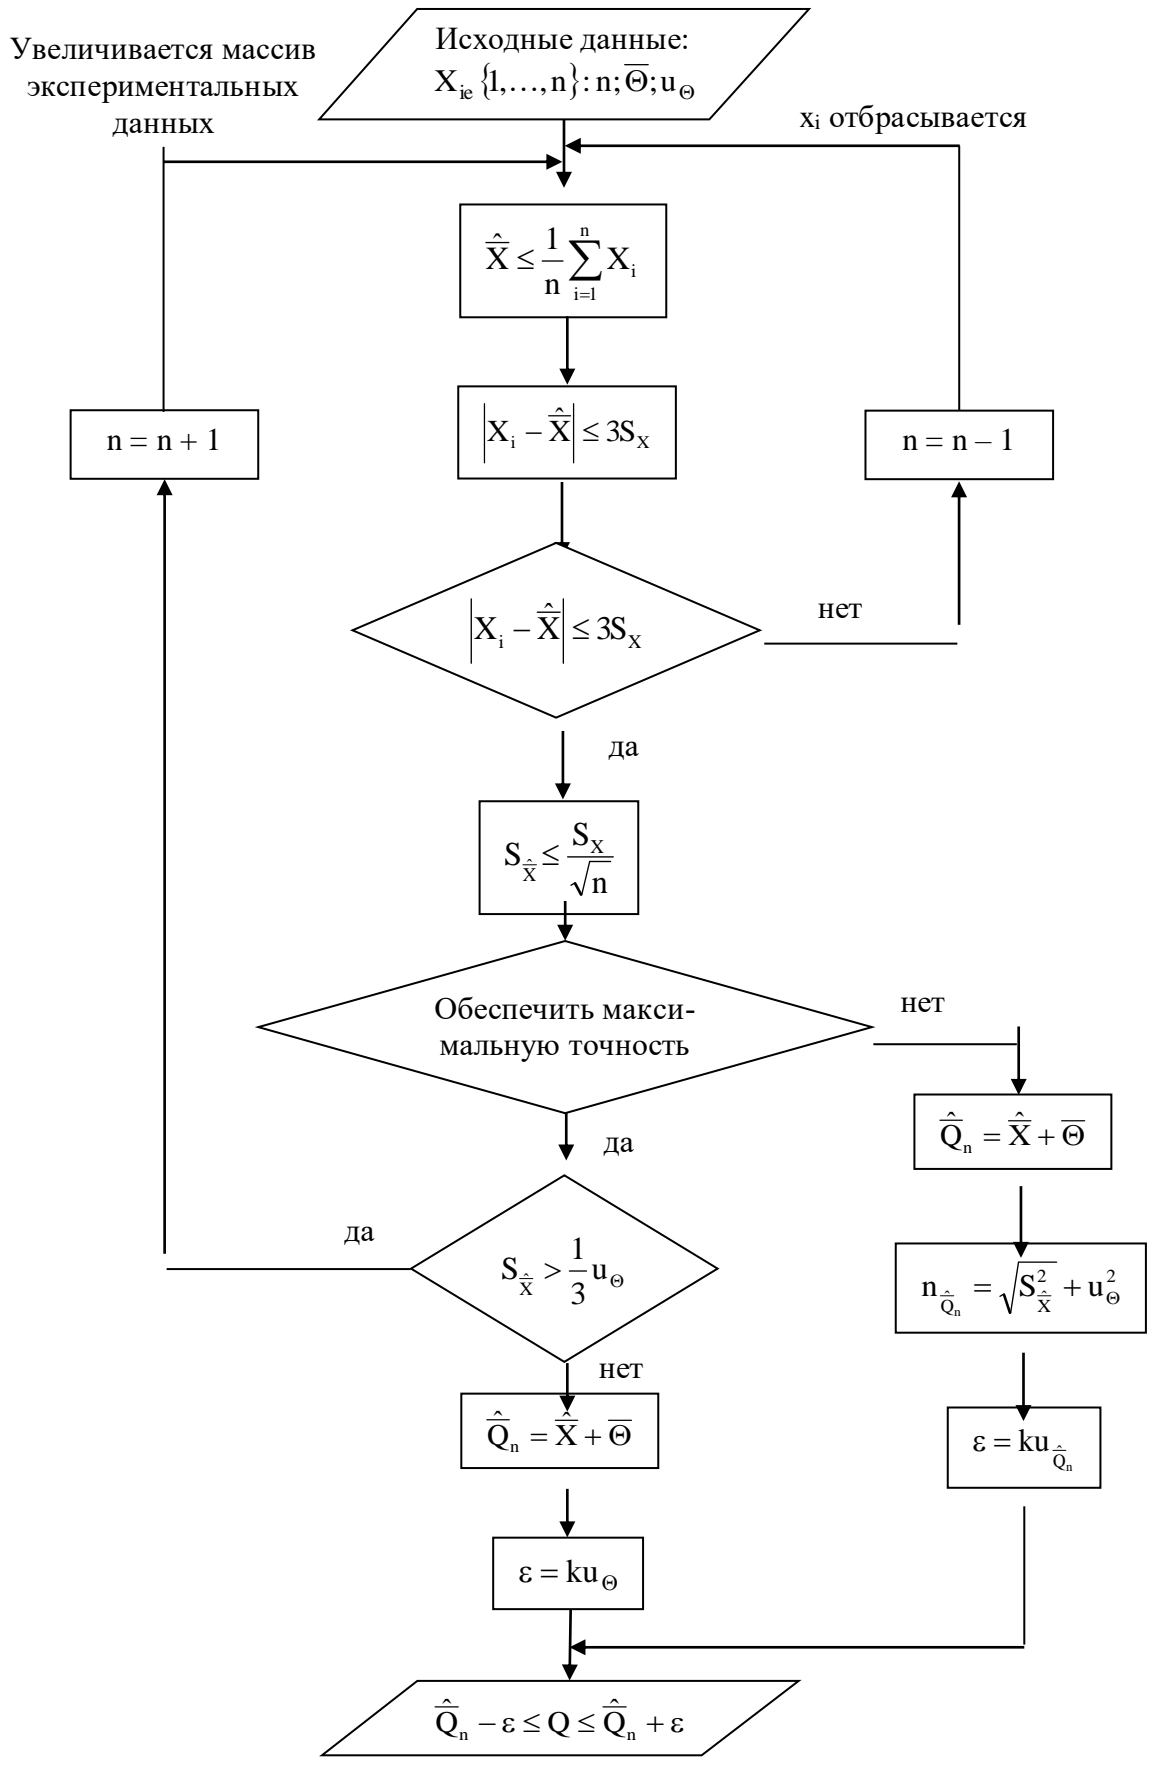 Увеличивается массив
экспериментальных
данных
Исходные данные:
X_ie {1,…,n}: n; Θ̅; u_Θ
x_i отбрасывается
X̅̂ ≤ 1/n ∑_{i=1}^{n} X_i
n = n + 1
|X_i − X̅̂| ≤ 3S_X
n = n – 1
|X_i − X̅̂| ≤ 3S_X
нет
да
S_X̅̂ ≤ S_X/√n
Обеспечить макси-
мальную точность
нет
да
Q̅̂_n = X̅̂ + Θ̅
да
S_X̅̂ > 1/3 u_Θ
n_Q̅̂_n = √(S²_X̅̂) + u²_Θ
нет
Q̅̂_n = X̅̂ + Θ̅
ε = ku_Q̅̂_n
ε = ku_Θ
Q̅̂_n − ε ≤ Q ≤ Q̅̂_n + ε